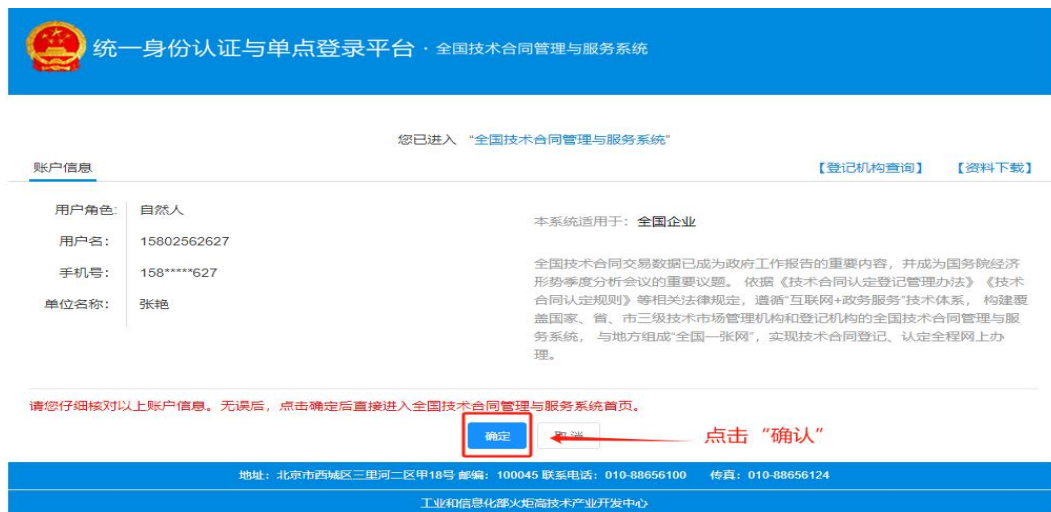 统一身份认证与单点登录平台 · 全国技术合同管理与服务系统
您已进入 “全国技术合同管理与服务系统”
账户信息
【登记机构查询】 【资料下载】
用户角色: 自然人
用户名: 15802562627
手机号: 158*****627
单位名称: 张艳
本系统适用于: 全国企业
全国技术合同交易数据已成为政府工作报告的重要内容，并成为国务院经济
形势季度分析会议的重要议题。 依据《技术合同认定登记管理办法》《技术
合同认定规则》等相关法律规定，遵循“互联网+政务服务”技术体系， 构建覆
盖国家、省、市三级技术市场管理机构和登记机构的全国技术合同管理与服
务系统， 与地方组成“全国一张网”，实现技术合同登记、认定全程网上办
理。
请您仔细核对以上账户信息。无误后，点击确定后直接进入全国技术合同管理与服务系统首页。
确定
取消
点击“确认”
地址: 北京市西城区三里河二区甲18号 邮编: 100045 联系电话: 010-88656100 传真: 010-88656124
工业和信息化部火炬高技术产业开发中心